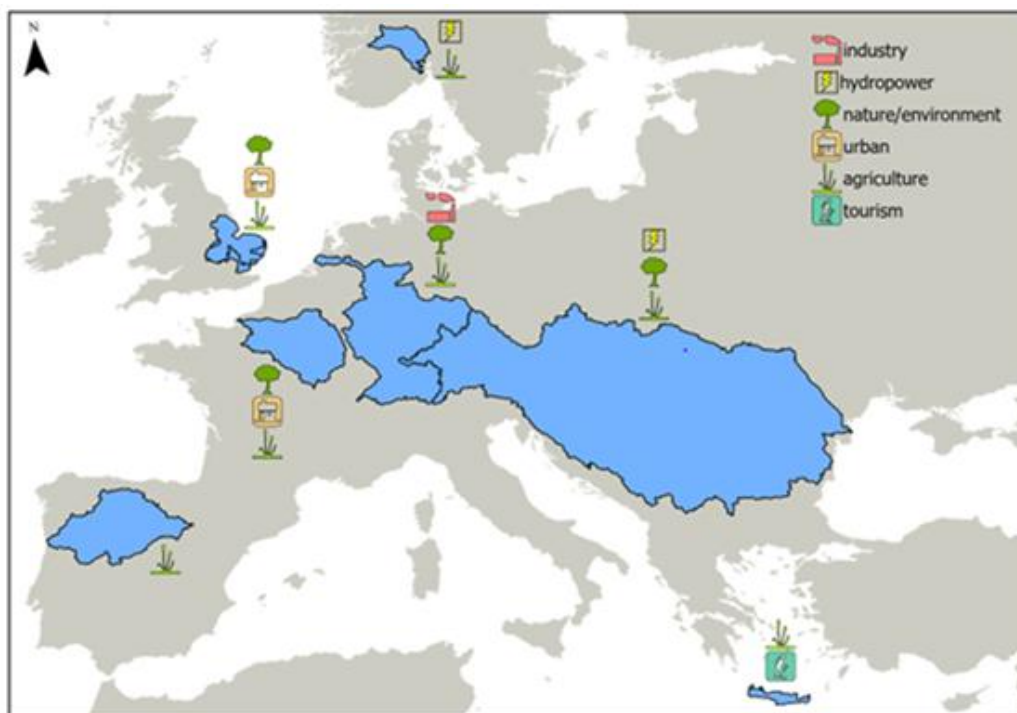 N
industry
hydropower
nature/environment
urban
agriculture
tourism